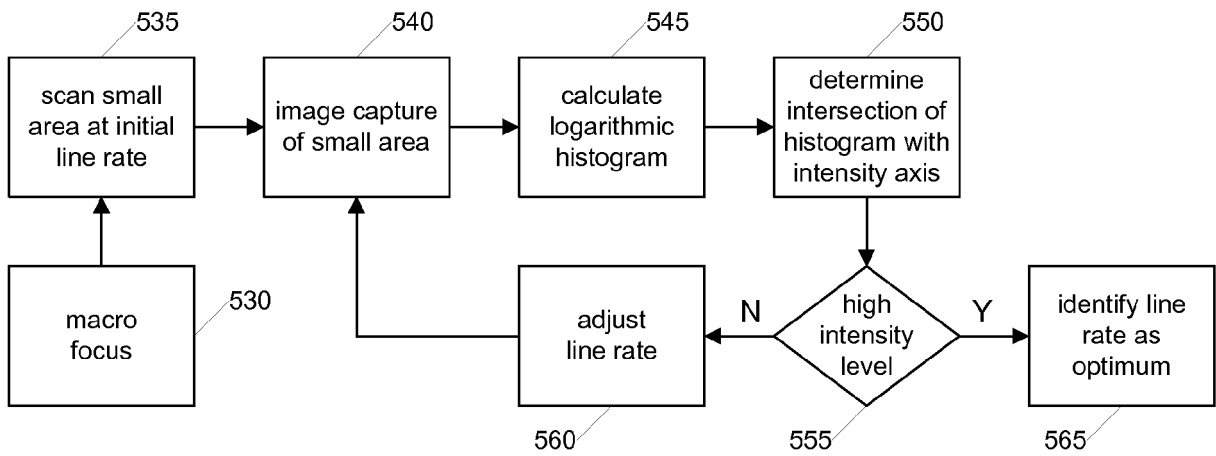 535
540
545
550
scan small
area at initial
line rate
image capture
of small area
calculate
logarithmic
histogram
determine
intersection of
histogram with
intensity axis
macro
focus
530
adjust
line rate
N
high
intensity
level
Y
identify line
rate as
optimum
560
555
565